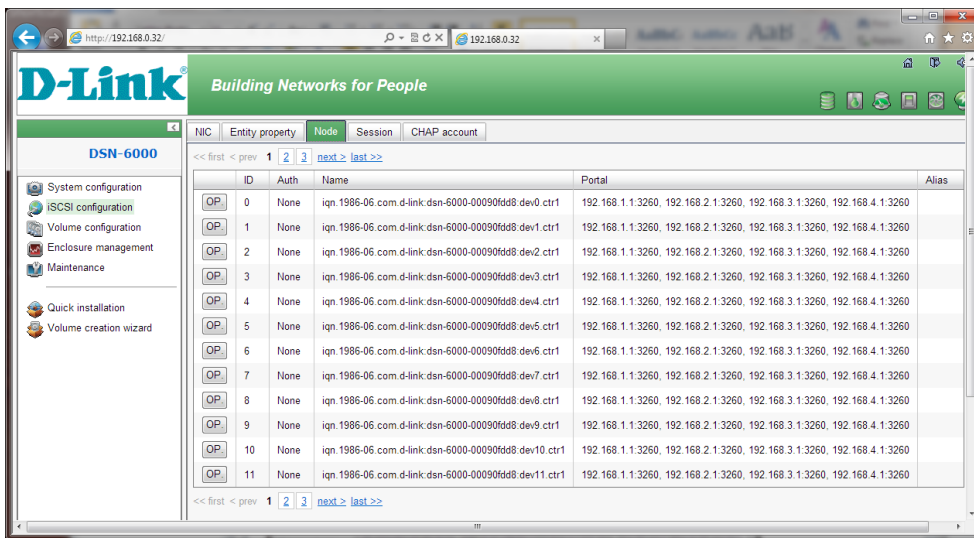 http://192.168.0.32/
192.168.0.32
D-Link
Building Networks for People
DSN-6000
System configuration
iSCSI configuration
Volume configuration
Enclosure management
Maintenance
Quick installation
Volume creation wizard
NIC Entity property Node Session CHAP account
<< first < prev 1 2 3 next > last >>
ID Auth Name Portal Alias
OP. 0 None iqn.1986-06.com.d-link:dsn-6000-00090fdd8:dev0.ctr1 192.168.1.1:3260, 192.168.2.1:3260, 192.168.3.1:3260, 192.168.4.1:3260
OP. 1 None iqn.1986-06.com.d-link:dsn-6000-00090fdd8:dev1.ctr1 192.168.1.1:3260, 192.168.2.1:3260, 192.168.3.1:3260, 192.168.4.1:3260
OP. 2 None iqn.1986-06.com.d-link:dsn-6000-00090fdd8:dev2.ctr1 192.168.1.1:3260, 192.168.2.1:3260, 192.168.3.1:3260, 192.168.4.1:3260
OP. 3 None iqn.1986-06.com.d-link:dsn-6000-00090fdd8:dev3.ctr1 192.168.1.1:3260, 192.168.2.1:3260, 192.168.3.1:3260, 192.168.4.1:3260
OP. 4 None iqn.1986-06.com.d-link:dsn-6000-00090fdd8:dev4.ctr1 192.168.1.1:3260, 192.168.2.1:3260, 192.168.3.1:3260, 192.168.4.1:3260
OP. 5 None iqn.1986-06.com.d-link:dsn-6000-00090fdd8:dev5.ctr1 192.168.1.1:3260, 192.168.2.1:3260, 192.168.3.1:3260, 192.168.4.1:3260
OP. 6 None iqn.1986-06.com.d-link:dsn-6000-00090fdd8:dev6.ctr1 192.168.1.1:3260, 192.168.2.1:3260, 192.168.3.1:3260, 192.168.4.1:3260
OP. 7 None iqn.1986-06.com.d-link:dsn-6000-00090fdd8:dev7.ctr1 192.168.1.1:3260, 192.168.2.1:3260, 192.168.3.1:3260, 192.168.4.1:3260
OP. 8 None iqn.1986-06.com.d-link:dsn-6000-00090fdd8:dev8.ctr1 192.168.1.1:3260, 192.168.2.1:3260, 192.168.3.1:3260, 192.168.4.1:3260
OP. 9 None iqn.1986-06.com.d-link:dsn-6000-00090fdd8:dev9.ctr1 192.168.1.1:3260, 192.168.2.1:3260, 192.168.3.1:3260, 192.168.4.1:3260
OP. 10 None iqn.1986-06.com.d-link:dsn-6000-00090fdd8:dev10.ctr1 192.168.1.1:3260, 192.168.2.1:3260, 192.168.3.1:3260, 192.168.4.1:3260
OP. 11 None iqn.1986-06.com.d-link:dsn-6000-00090fdd8:dev11.ctr1 192.168.1.1:3260, 192.168.2.1:3260, 192.168.3.1:3260, 192.168.4.1:3260
<< first < prev 1 2 3 next > last >>